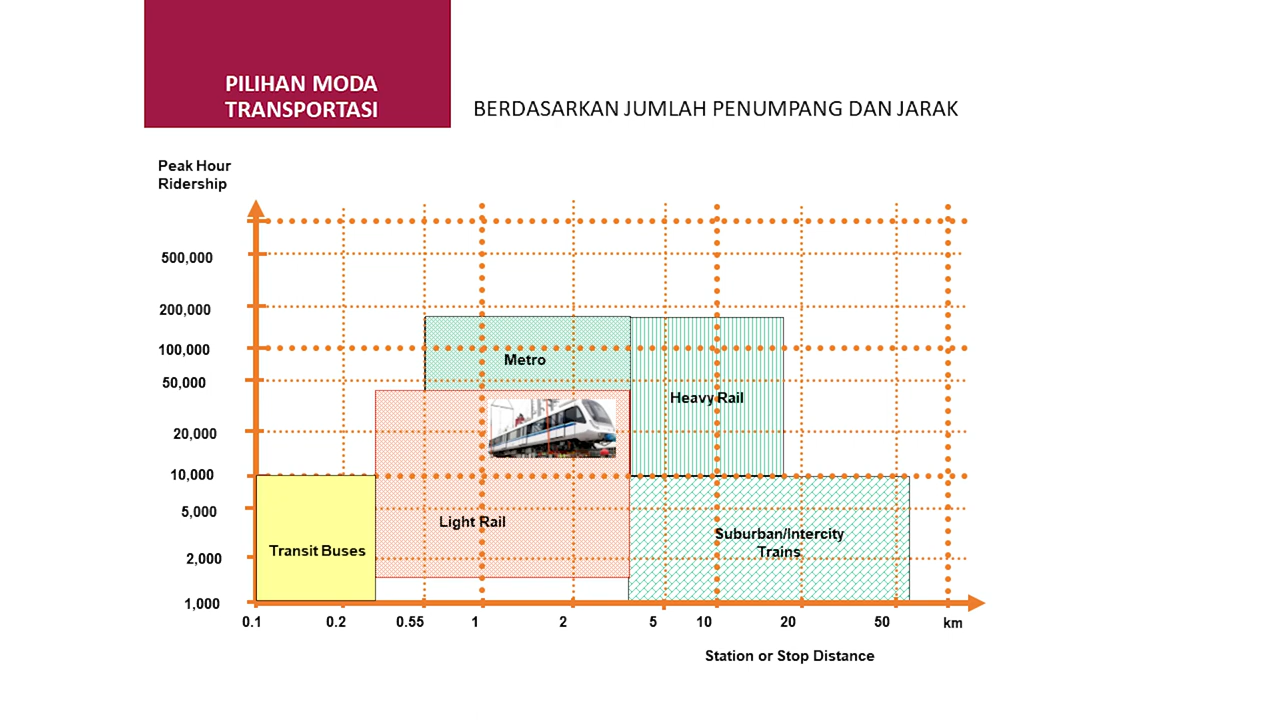 PILIHAN MODA
TRANSPORTASI
BERDASARKAN JUMLAH PENUMPANG DAN JARAK
Peak Hour
Ridership
500,000
200,000
100,000
50,000
20,000
10,000
5,000
2,000
1,000
Metro
Heavy Rail
Light Rail
Transit Buses
Suburban/Intercity
Trains
0.1 0.2 0.55 1 2 5 10 20 50 km
Station or Stop Distance